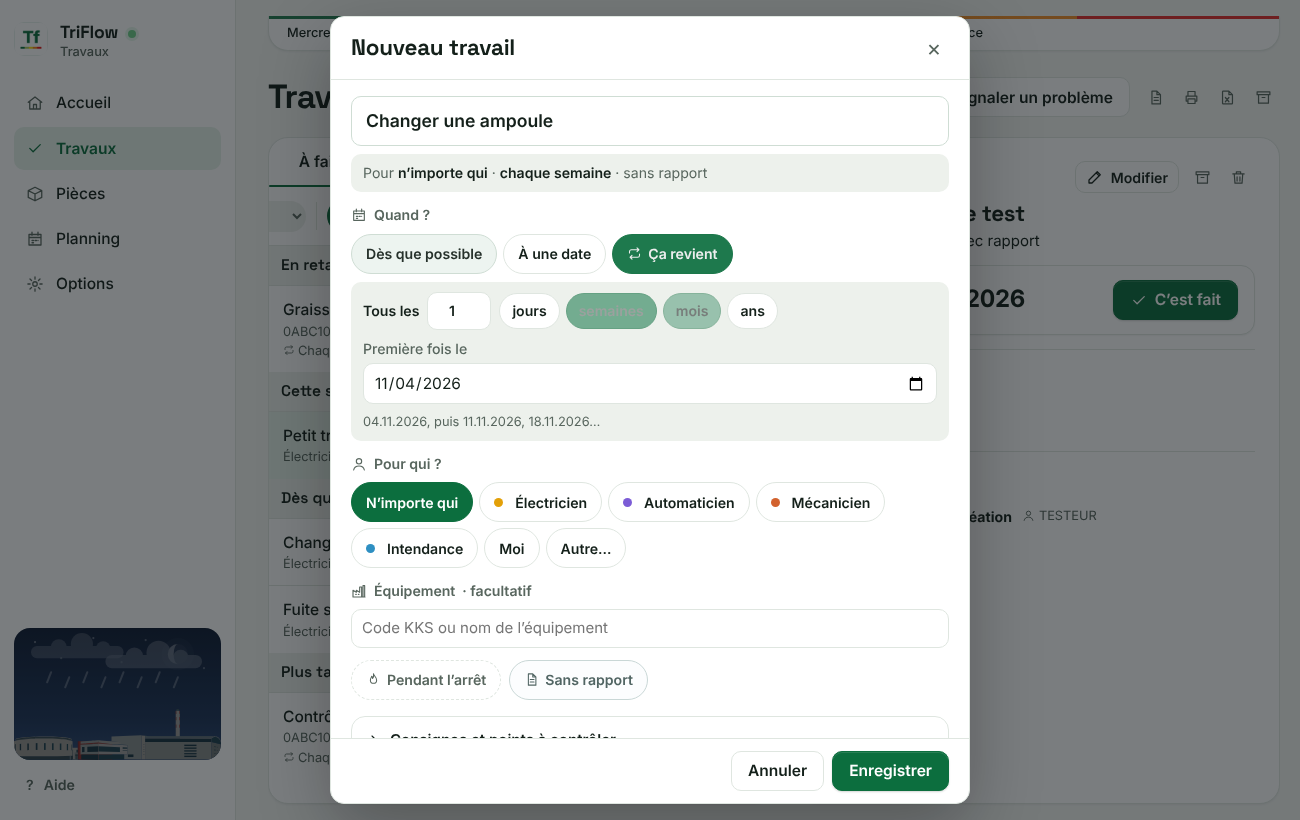 Tf
TriFlow
Travaux
Accueil
Travaux
Pièces
Planning
Options
? Aide
Mercre
ce
Trav
gnaler un problème
À fai
Modifier
En reta
Graiss
0ABC10
Chaq
Cette s
Petit tr
Électrici
Dès qu
Chang
Électrici
Fuite s
Électrici
Plus ta
Contrô
0ABC10
Chaq
e test
ec rapport
2026
C’est fait
éation
TESTEUR
Nouveau travail
Changer une ampoule
Pour n’importe qui · chaque semaine · sans rapport
Quand ?
Dès que possible À une date Ça revient
Tous les 1 jours semaines mois ans
Première fois le
11/04/2026
04.11.2026, puis 11.11.2026, 18.11.2026…
Pour qui ?
N’importe qui Électricien Automaticien Mécanicien
Intendance Moi Autre…
Équipement · facultatif
Code KKS ou nom de l’équipement
Pendant l’arrêt Sans rapport
Consignes et points à contrôler
Annuler Enregistrer